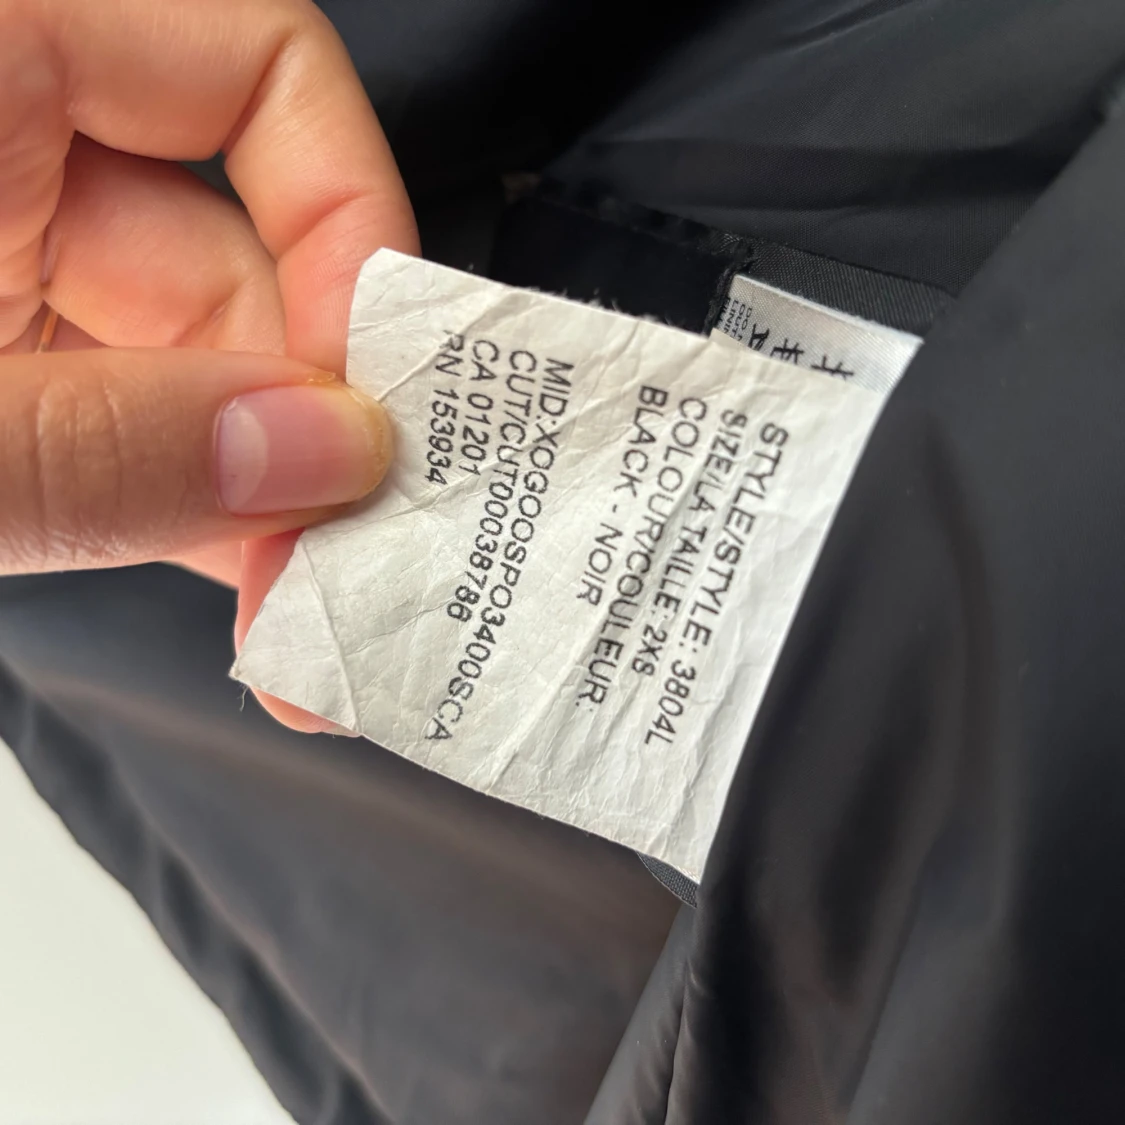 STYLE/STYLE: 3804L
SIZE/LA TAILLE: 2XS
COLOUR/COULEUR:
BLACK - NOIR
MID:XOGOOSPO3400SCA
CUT/CUT00038786
CA 01201
RN 153934